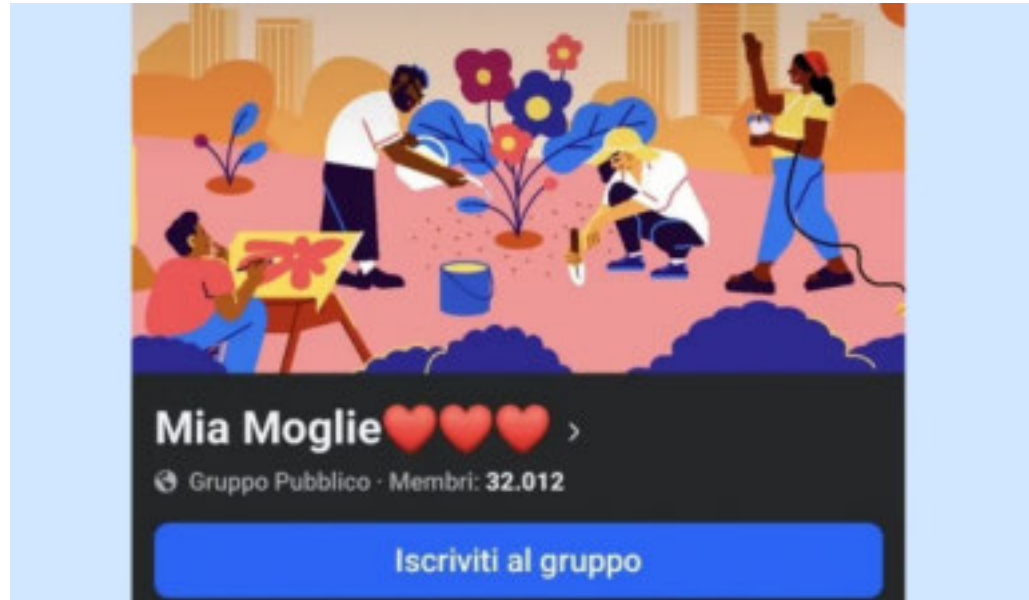 Mia Moglie❤️❤️❤️ >
Gruppo Pubblico · Membri: 32.012
Iscriviti al gruppo